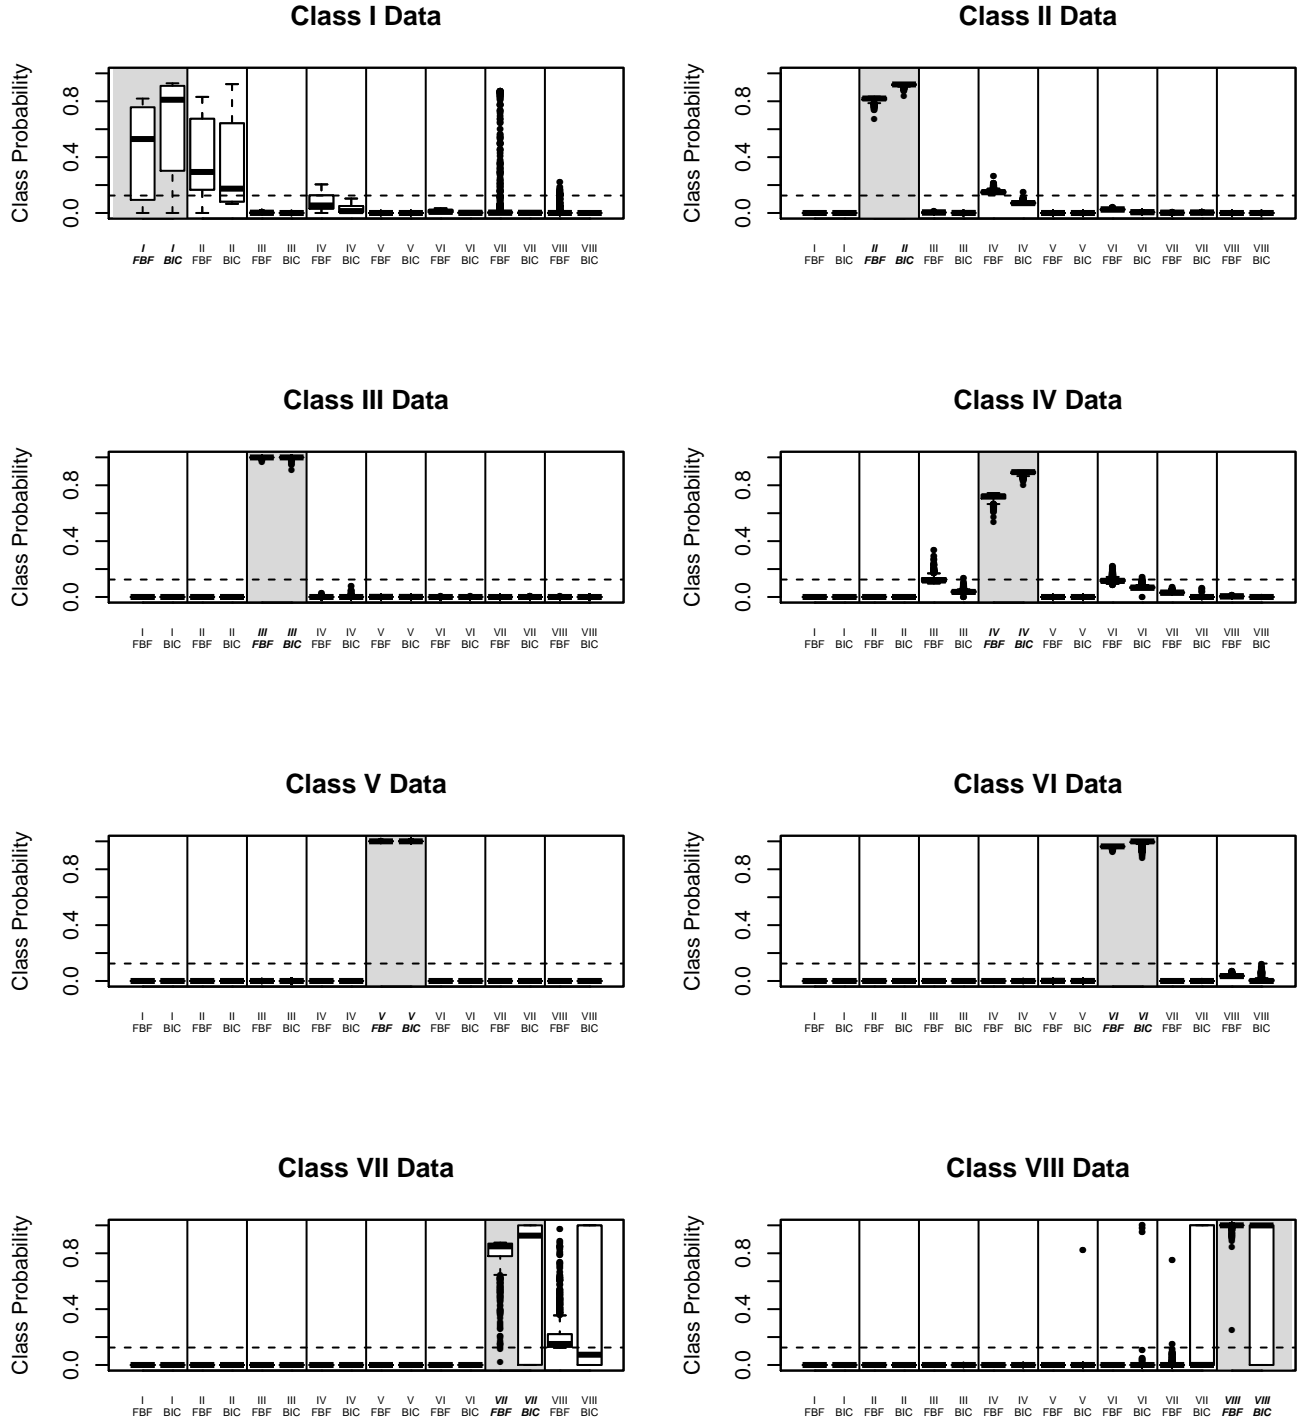 Class I Data
Class Probability
0.0 0.4 0.8
I I II II III III IV IV V V VI VI VII VII VIII VIII
FBF BIC FBF BIC FBF BIC FBF BIC FBF BIC FBF BIC FBF BIC FBF BIC
Class II Data
Class Probability
0.0 0.4 0.8
I I II II III III IV IV V V VI VI VII VII VIII VIII
FBF BIC FBF BIC FBF BIC FBF BIC FBF BIC FBF BIC FBF BIC FBF BIC
Class III Data
Class Probability
0.0 0.4 0.8
I I II II III III IV IV V V VI VI VII VII VIII VIII
FBF BIC FBF BIC FBF BIC FBF BIC FBF BIC FBF BIC FBF BIC FBF BIC
Class IV Data
Class Probability
0.0 0.4 0.8
I I II II III III IV IV V V VI VI VII VII VIII VIII
FBF BIC FBF BIC FBF BIC FBF BIC FBF BIC FBF BIC FBF BIC FBF BIC
Class V Data
Class Probability
0.0 0.4 0.8
I I II II III III IV IV V V VI VI VII VII VIII VIII
FBF BIC FBF BIC FBF BIC FBF BIC FBF BIC FBF BIC FBF BIC FBF BIC
Class VI Data
Class Probability
0.0 0.4 0.8
I I II II III III IV IV V V VI VI VII VII VIII VIII
FBF BIC FBF BIC FBF BIC FBF BIC FBF BIC FBF BIC FBF BIC FBF BIC
Class VII Data
Class Probability
0.0 0.4 0.8
I I II II III III IV IV V V VI VI VII VII VIII VIII
FBF BIC FBF BIC FBF BIC FBF BIC FBF BIC FBF BIC FBF BIC FBF BIC
Class VIII Data
Class Probability
0.0 0.4 0.8
I I II II III III IV IV V V VI VI VII VII VIII VIII
FBF BIC FBF BIC FBF BIC FBF BIC FBF BIC FBF BIC FBF BIC FBF BIC